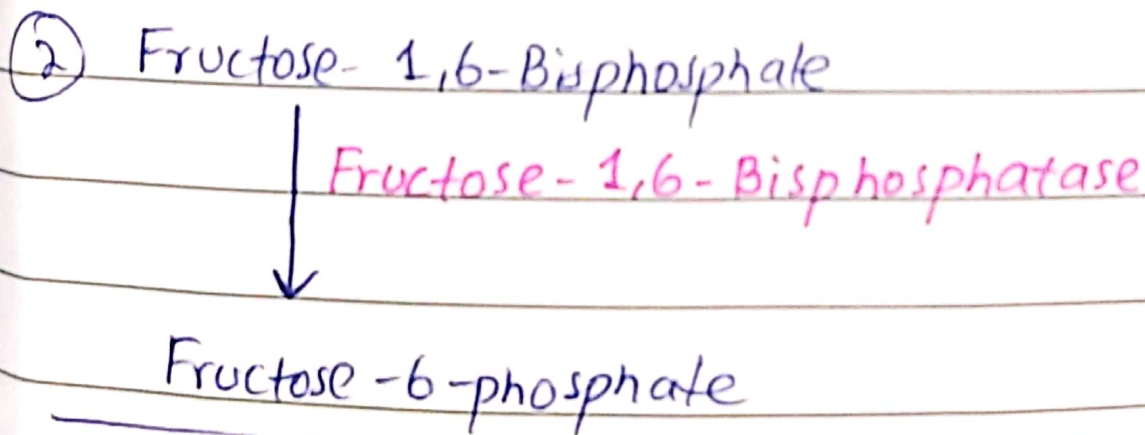 2 Fructose- 1,6-Bisphosphate
Fructose-1,6-Bisphosphatase
Fructose-6-phosphate